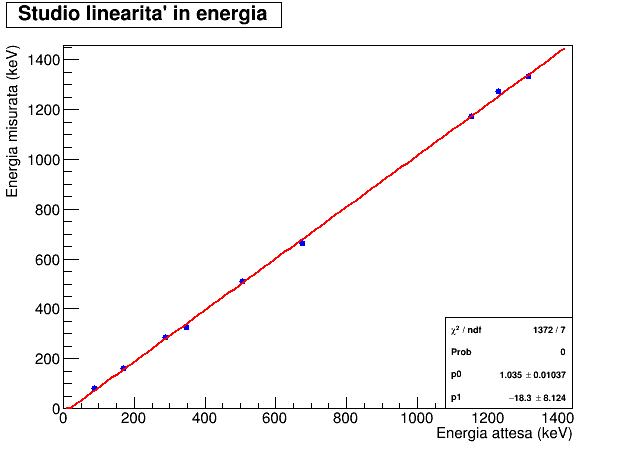 Studio linearita' in energia
Energia misurata (keV)
1400
1200
1000
800
600
400
200
0
0 200 400 600 800 1000 1200 1400
Energia attesa (keV)
χ² / ndf 1372 / 7
Prob 0
p0 1.035 ± 0.01037
p1 −18.3 ± 8.124